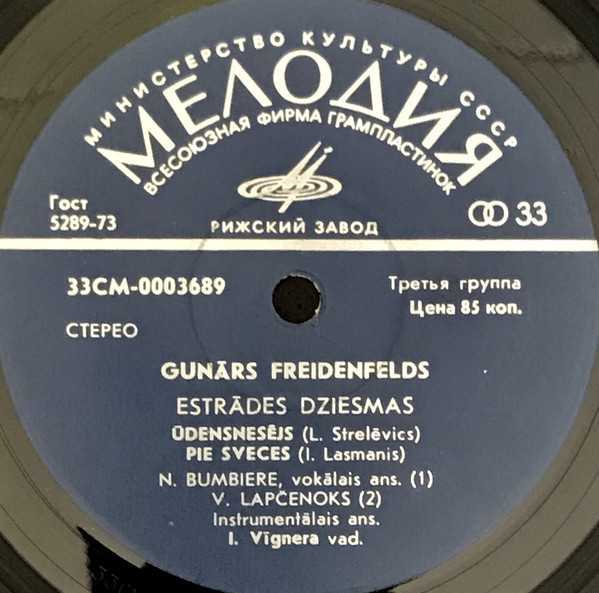 МИНИСТЕРСТВО КУЛЬТУРЫ СССР
МЕЛОДИЯ
ВСЕСОЮЗНАЯ ФИРМА ГРАМПЛАСТИНОК
Гост
5289-73
33
РИЖСКИЙ ЗАВОД
33СМ-0003689
Третья группа
Цена 85 коп.
СТЕРЕО
GUNĀRS FREIDENFELDS
ESTRĀDES DZIESMAS
ŪDENSNESĒJS (L. Strelēvics)
PIE SVECES (I. Lasmanis)
N. BUMBIERE, vokālais ans. (1)
V. LAPČENOKS (2)
Instrumentālais ans.
I. Vīgnera vad.